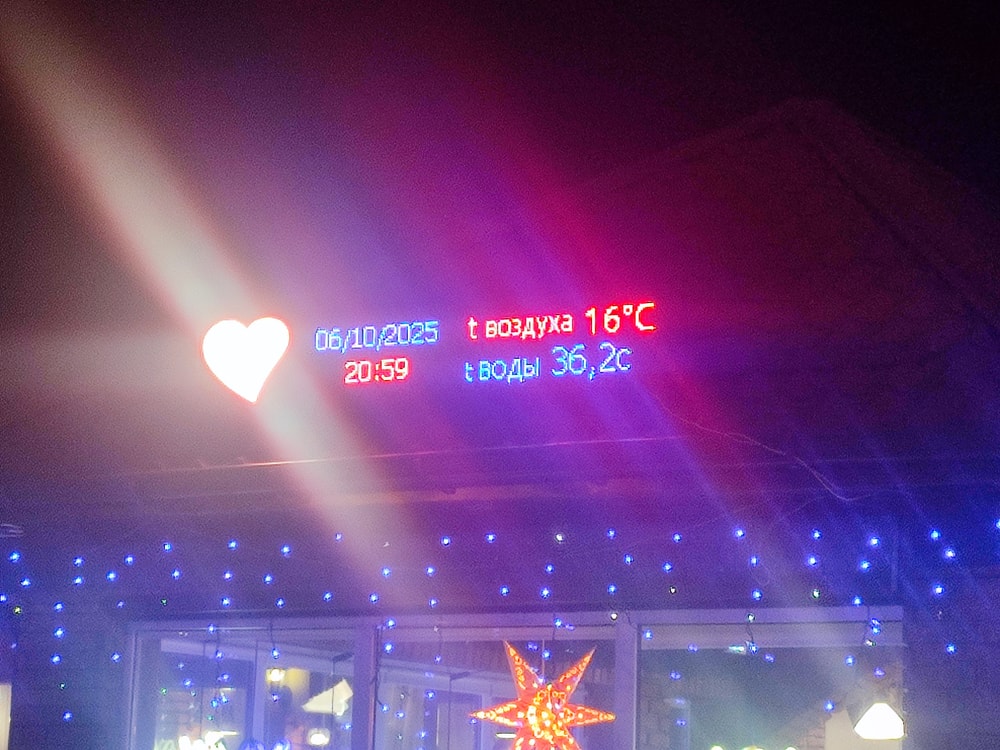 06/10/2025
20:59
t воздуха 16°C
t воды 36,2c